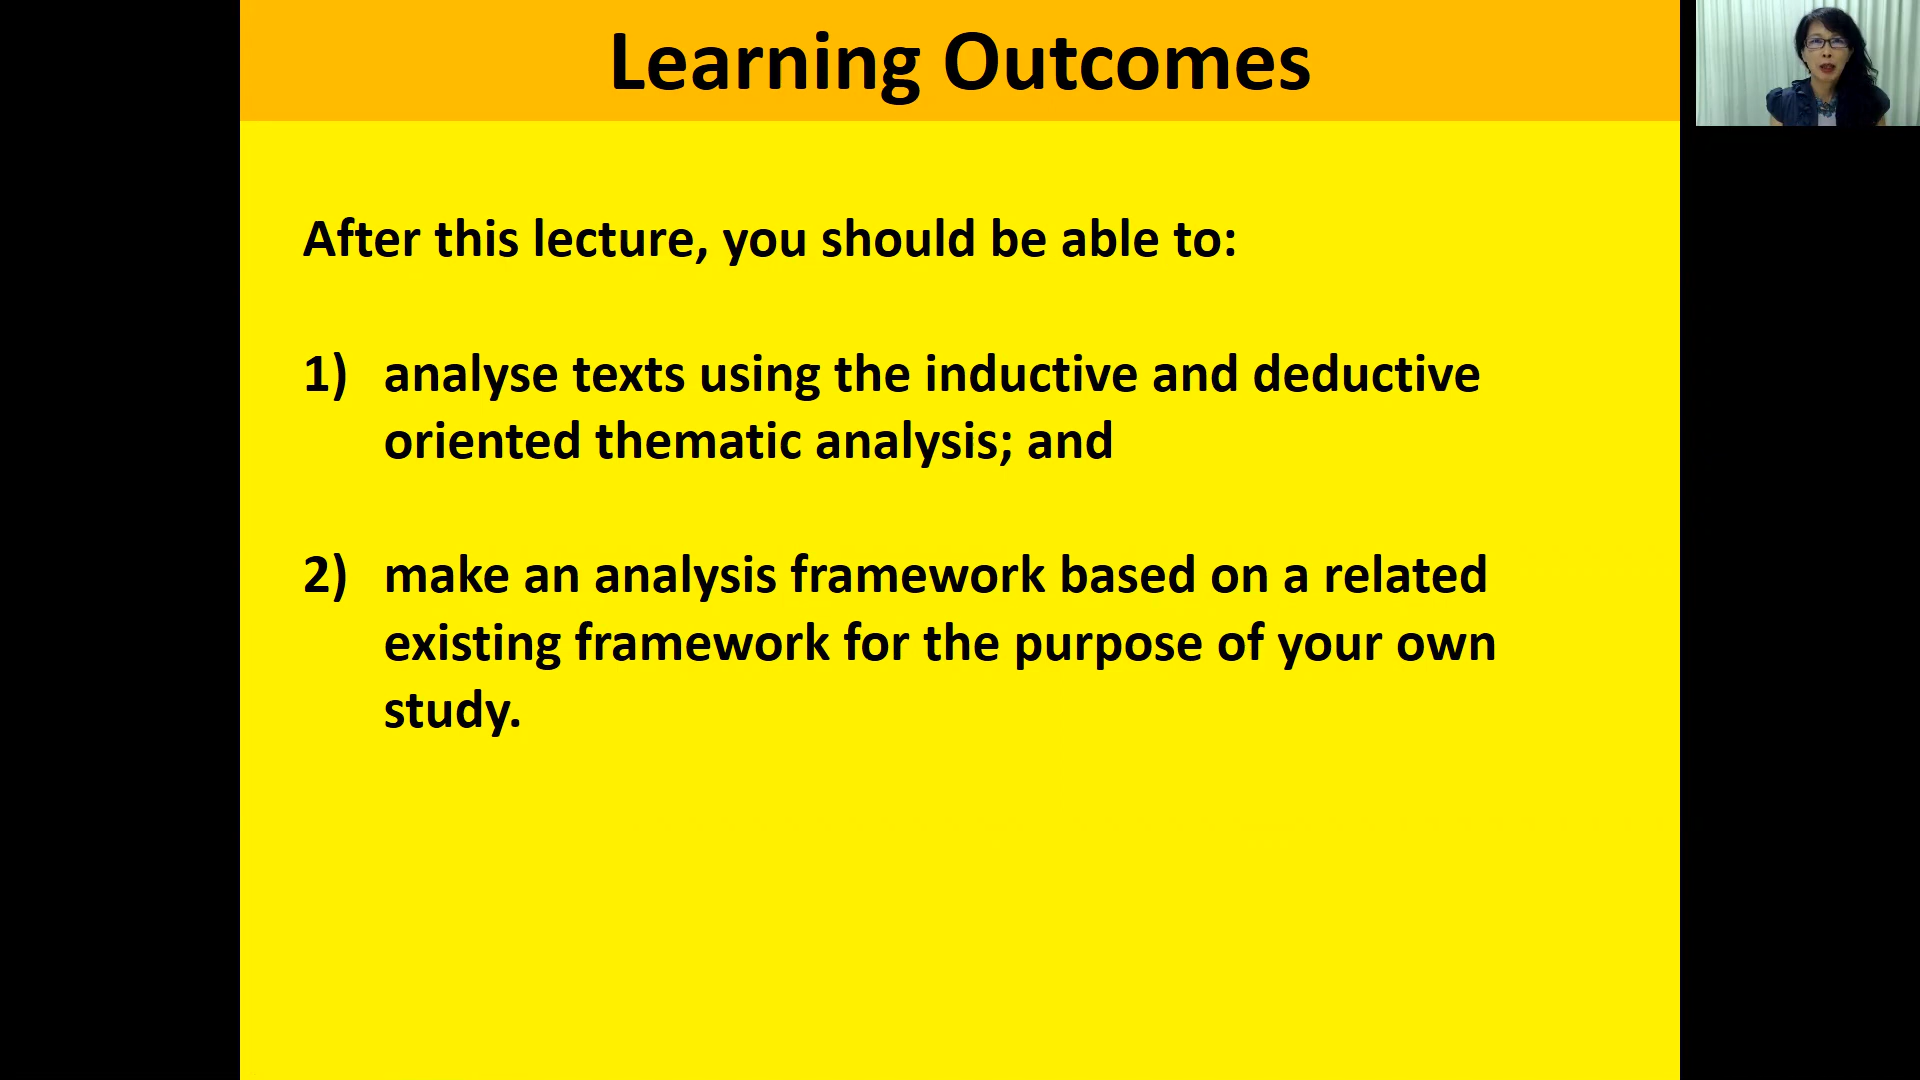 Learning Outcomes
After this lecture, you should be able to:
1) analyse texts using the inductive and deductive
oriented thematic analysis; and
2) make an analysis framework based on a related
existing framework for the purpose of your own
study.